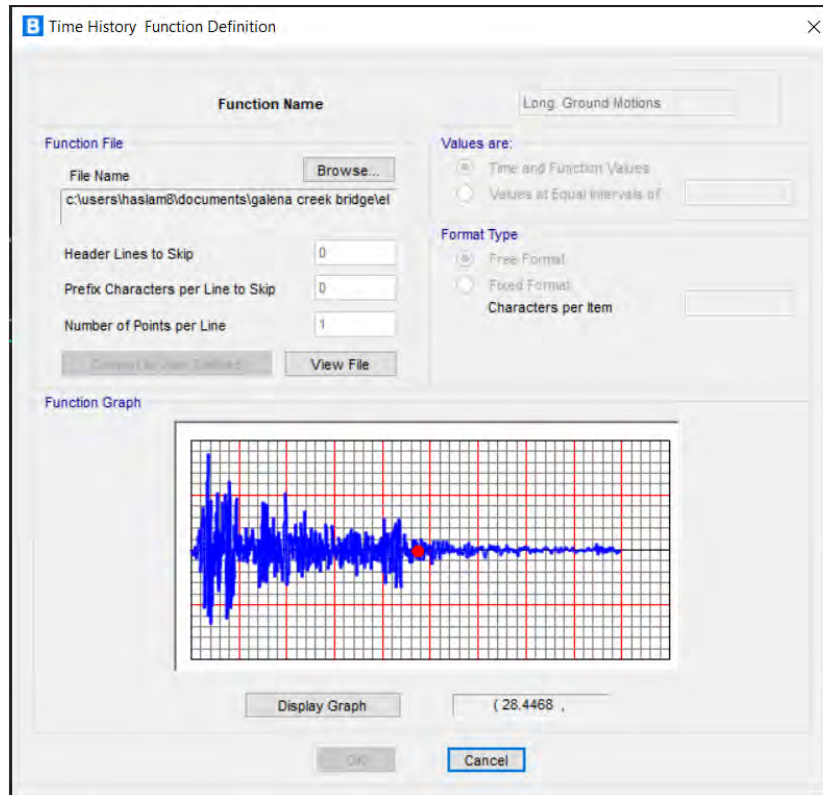 B Time History Function Definition
Function Name
Long. Ground Motions
Function File
File Name
Browse...
c:\users\haslam8\documents\galena creek bridge\el
Header Lines to Skip
0
Prefix Characters per Line to Skip
0
Number of Points per Line
1
View File
Values are:
Time and Function Values
Values at Equal Intervals of
Format Type
Free Format
Fixed Format
Characters per Item
Function Graph
Display Graph
( 28.4468 ,
OK
Cancel